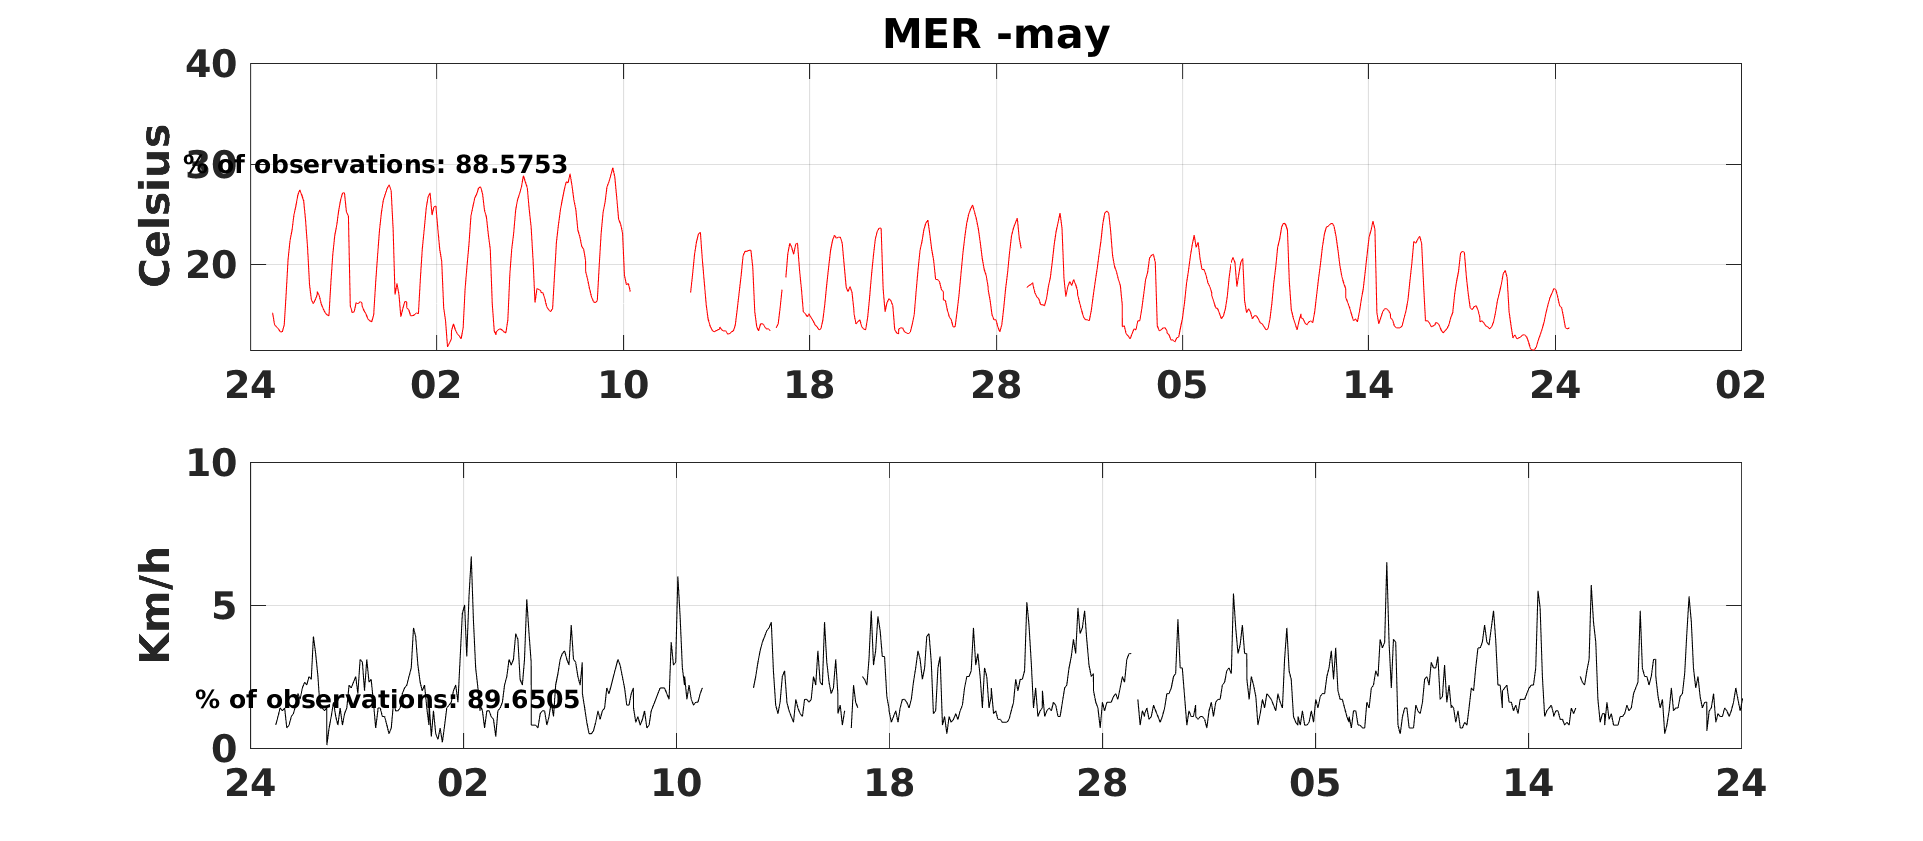 MER -may
Celsius
40
30
20
% of observations: 88.5753
24 02 10 18 28 05 14 24 02
Km/h
10
5
0
% of observations: 89.6505
24 02 10 18 28 05 14 24